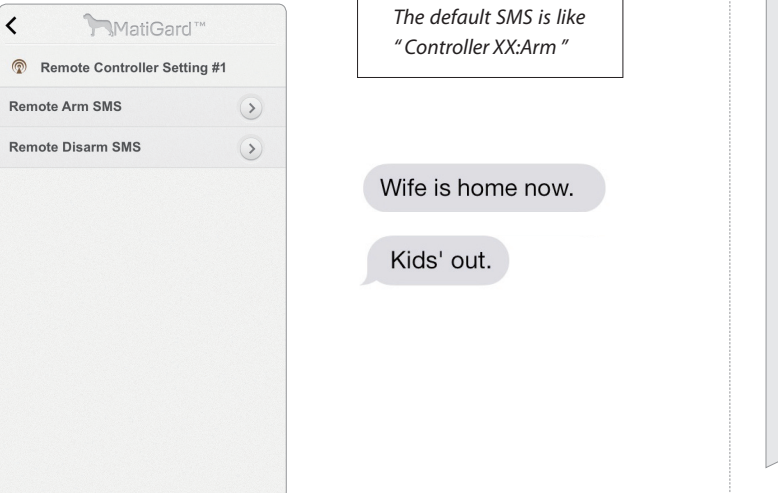 MatiGard™
Remote Controller Setting #1
Remote Arm SMS
Remote Disarm SMS
The default SMS is like
“Controller XX:Arm”
Wife is home now.
Kids' out.